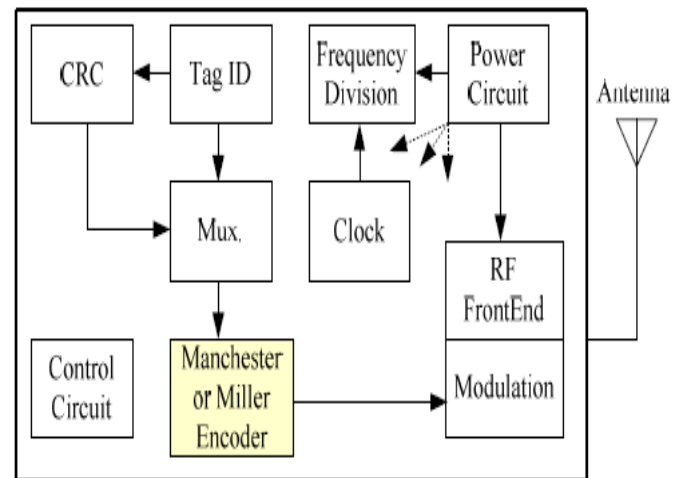 CRC
Tag ID
Frequency
Division
Power
Circuit
Antenna
Mux.
Clock
RF
FrontEnd
Control
Circuit
Manchester
or Miller
Encoder
Modulation